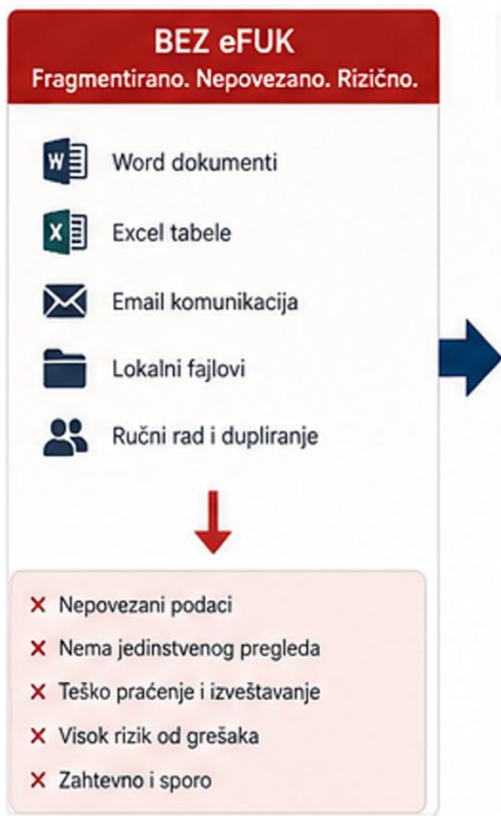 BEZ eFUK
Fragmentirano. Nepovezano. Rizično.
W Word dokumenti
X Excel tabele
Email komunikacija
Lokalni fajlovi
Ručni rad i dupliranje
Nepovezani podaci
Nema jedinstvenog pregleda
Teško praćenje i izveštavanje
Visok rizik od grešaka
Zahtevno i sporo